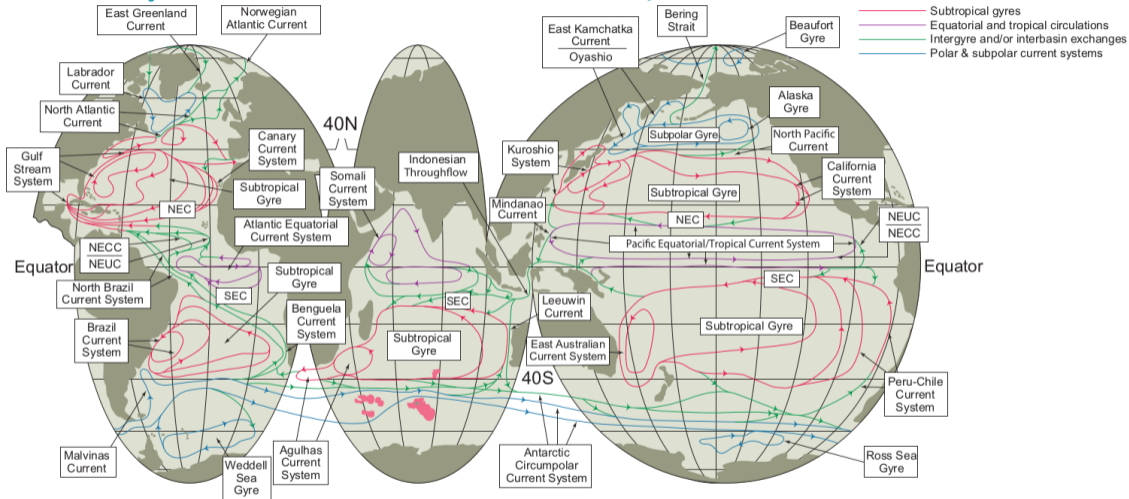 East Greenland
Current
Norwegian
Atlantic Current
Bering
Strait
Beaufort
Gyre
Subtropical gyres
Equatorial and tropical circulations
Intergyre and/or interbasin exchanges
Polar & subpolar current systems
East Kamchatka
Current
Oyashio
Labrador
Current
North Atlantic
Current
Alaska
Gyre
Subpolar Gyre
North Pacific
Current
40N
Canary
Current
System
Gulf
Stream
System
Subtropical
Gyre
Somali
Current
System
Indonesian
Throughflow
Kuroshio
System
California
Current
System
Subtropical Gyre
Mindanao
Current
NEC
NEC
NEUC
NECC
Atlantic Equatorial
Current System
Pacific Equatorial/Tropical Current System
NECC
NEUC
Equator
Equator
North Brazil
Current System
Subtropical
Gyre
SEC
SEC
SEC
Leeuwin
Current
Benguela
Current
System
Brazil
Current
System
Subtropical
Gyre
Subtropical Gyre
East Australian
Current System
40S
Peru-Chile
Current
System
Malvinas
Current
Weddell
Sea
Gyre
Agulhas
Current
System
Antarctic
Circumpolar
Current System
Ross Sea
Gyre